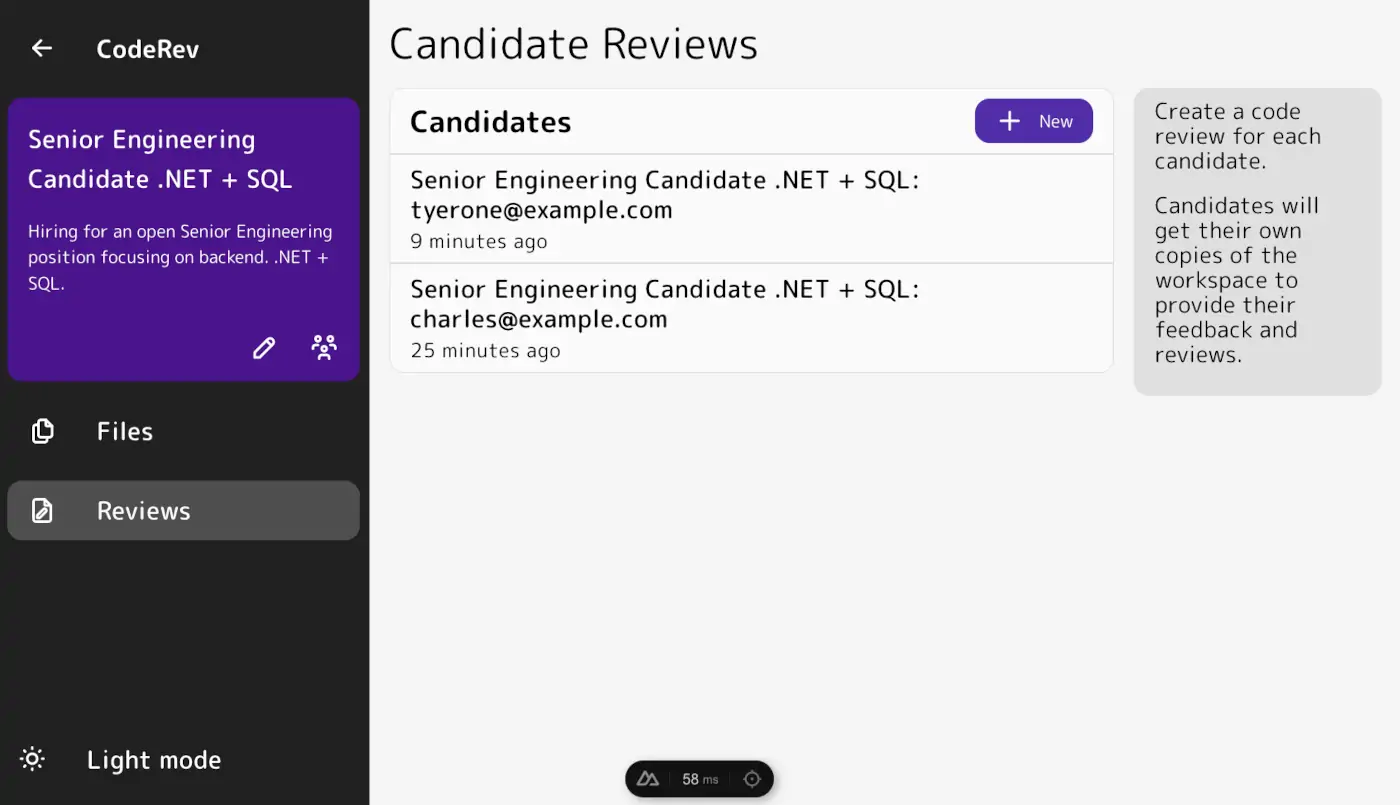 CodeRev
Senior Engineering
Candidate .NET + SQL
Hiring for an open Senior Engineering
position focusing on backend. .NET +
SQL.
Files
Reviews
Light mode
Candidate Reviews
Candidates
New
Senior Engineering Candidate .NET + SQL:
tyerone@example.com
9 minutes ago
Senior Engineering Candidate .NET + SQL:
charles@example.com
25 minutes ago
Create a code
review for each
candidate.
Candidates will
get their own
copies of the
workspace to
provide their
feedback and
reviews.
58 ms